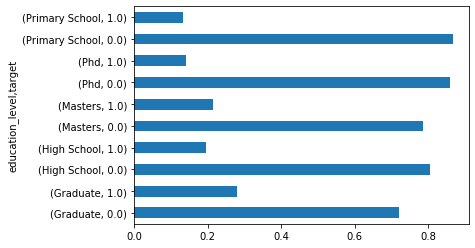 (Primary School, 1.0)
(Primary School, 0.0)
(Phd, 1.0)
(Phd, 0.0)
(Masters, 1.0)
(Masters, 0.0)
(High School, 1.0)
(High School, 0.0)
(Graduate, 1.0)
(Graduate, 0.0)
education_level,target
0.0 0.2 0.4 0.6 0.8